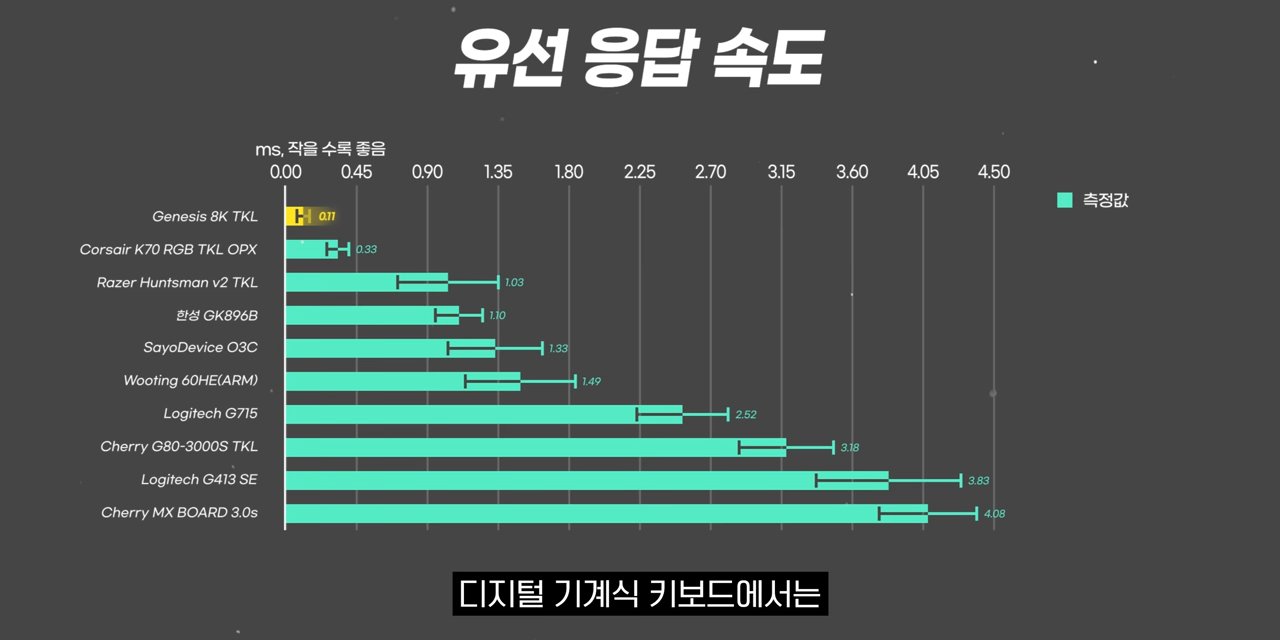 유선 응답 속도
ms, 작을 수록 좋음
0.00 0.45 0.90 1.35 1.80 2.25 2.70 3.15 3.60 4.05 4.50
측정값
Genesis 8K TKL 0.11
Corsair K70 RGB TKL OPX 0.33
Razer Huntsman v2 TKL 1.03
한성 GK896B 1.10
SayoDevice O3C 1.33
Wooting 60HE(ARM) 1.49
Logitech G715 2.52
Cherry G80-3000S TKL 3.18
Logitech G413 SE 3.83
Cherry MX BOARD 3.0s 4.08
디지털 기계식 키보드에서는